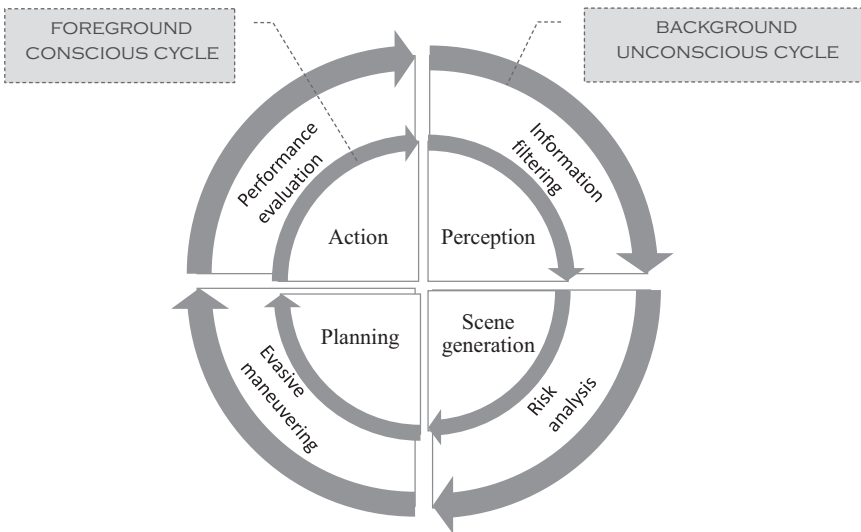 FOREGROUND
CONSCIOUS CYCLE
BACKGROUND
UNCONSCIOUS CYCLE
Performance
evaluation
Information
filtering
Action
Perception
Planning
Scene
generation
Evasive
maneuvering
Risk
analysis